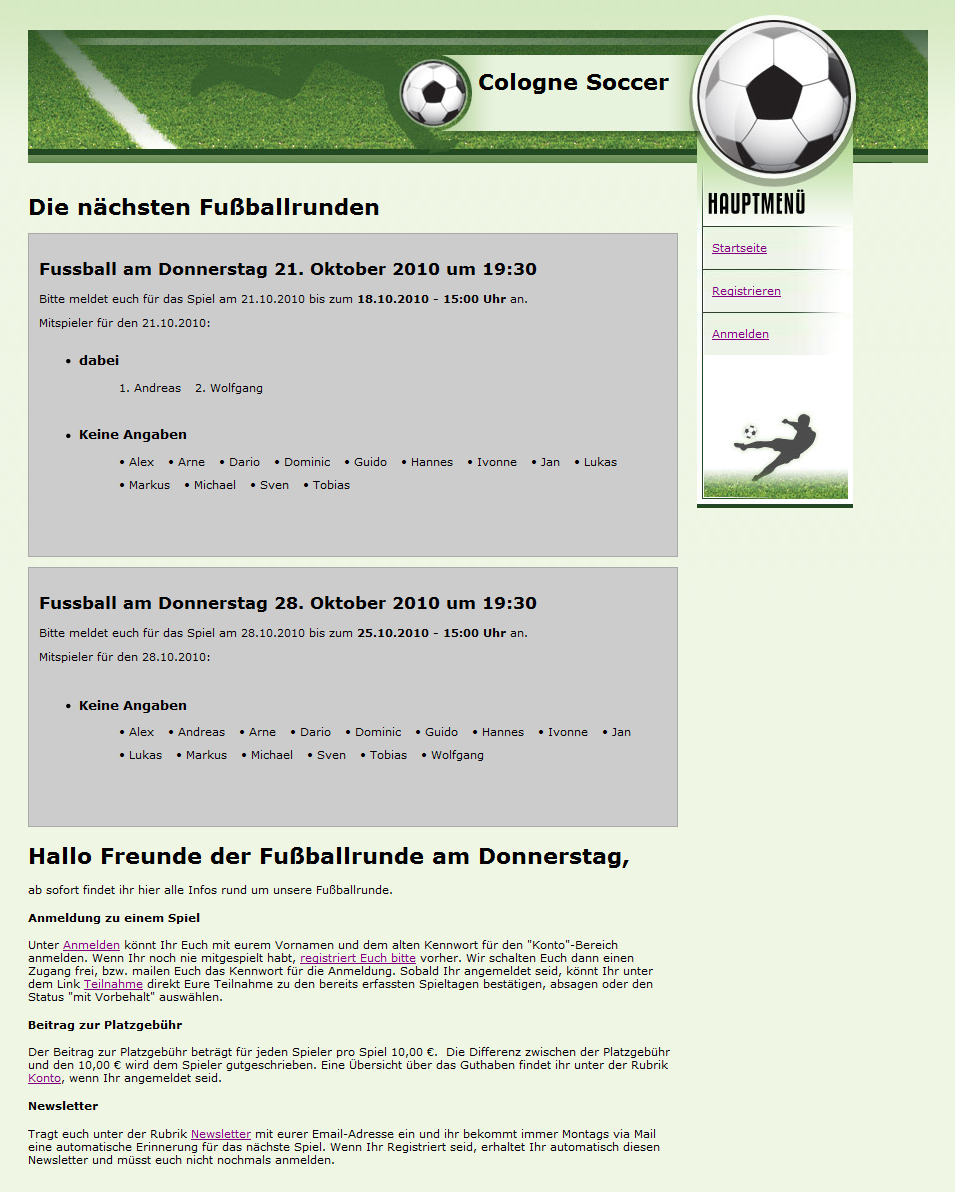 Cologne Soccer
HAUPTMENÜ
Startseite
Registrieren
Anmelden
Die nächsten Fußballrunden
Fussball am Donnerstag 21. Oktober 2010 um 19:30
Bitte meldet euch für das Spiel am 21.10.2010 bis zum 18.10.2010 - 15:00 Uhr an.
Mitspieler für den 21.10.2010:
• dabei
1. Andreas 2. Wolfgang
• Keine Angaben
• Alex • Arne • Dario • Dominic • Guido • Hannes • Ivonne • Jan • Lukas
• Markus • Michael • Sven • Tobias
Fussball am Donnerstag 28. Oktober 2010 um 19:30
Bitte meldet euch für das Spiel am 28.10.2010 bis zum 25.10.2010 - 15:00 Uhr an.
Mitspieler für den 28.10.2010:
• Keine Angaben
• Alex • Andreas • Arne • Dario • Dominic • Guido • Hannes • Ivonne • Jan
• Lukas • Markus • Michael • Sven • Tobias • Wolfgang
Hallo Freunde der Fußballrunde am Donnerstag,
ab sofort findet ihr hier alle Infos rund um unsere Fußballrunde.
Anmeldung zu einem Spiel
Unter Anmelden könnt Ihr Euch mit eurem Vornamen und dem alten Kennwort für den "Konto"-Bereich
anmelden. Wenn Ihr noch nie mitgespielt habt, registriert Euch bitte vorher. Wir schalten Euch dann einen
Zugang frei, bzw. mailen Euch das Kennwort für die Anmeldung. Sobald Ihr angemeldet seid, könnt Ihr unter
dem Link Teilnahme direkt Eure Teilnahme zu den bereits erfassten Spieltagen bestätigen, absagen oder den
Status "mit Vorbehalt" auswählen.
Beitrag zur Platzgebühr
Der Beitrag zur Platzgebühr beträgt für jeden Spieler pro Spiel 10,00 €. Die Differenz zwischen der Platzgebühr
und den 10,00 € wird dem Spieler gutgeschrieben. Eine Übersicht über das Guthaben findet ihr unter der Rubrik
Konto, wenn Ihr angemeldet seid.
Newsletter
Tragt euch unter der Rubrik Newsletter mit eurer Email-Adresse ein und ihr bekommt immer Montags via Mail
eine automatische Erinnerung für das nächste Spiel. Wenn Ihr Registriert seid, erhaltet Ihr automatisch diesen
Newsletter und müsst euch nicht nochmals anmelden.